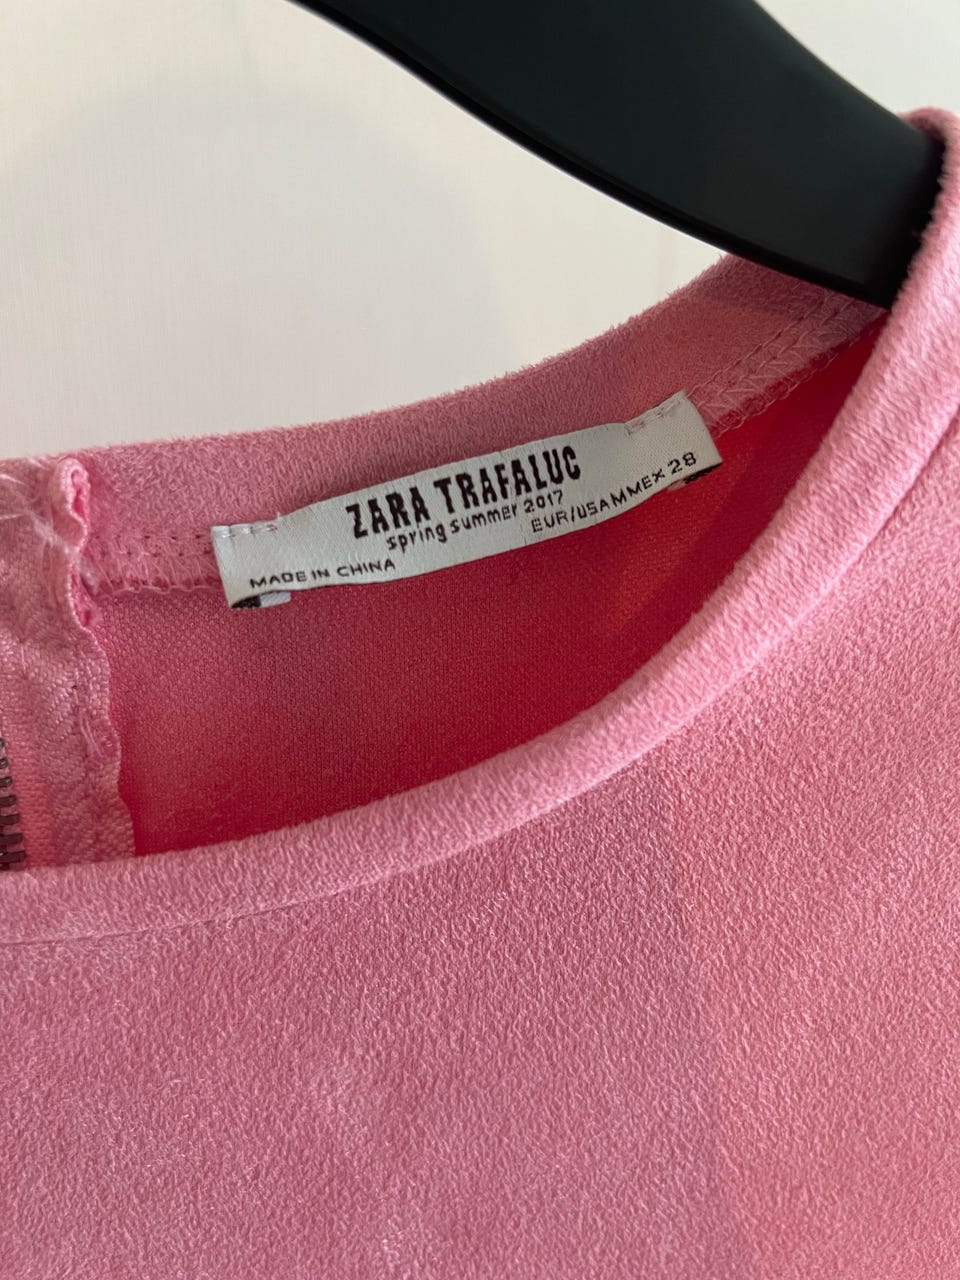 ZARA TRAFALUC
spring summer 2017
EUR/USA M MEX 28
MADE IN CHINA